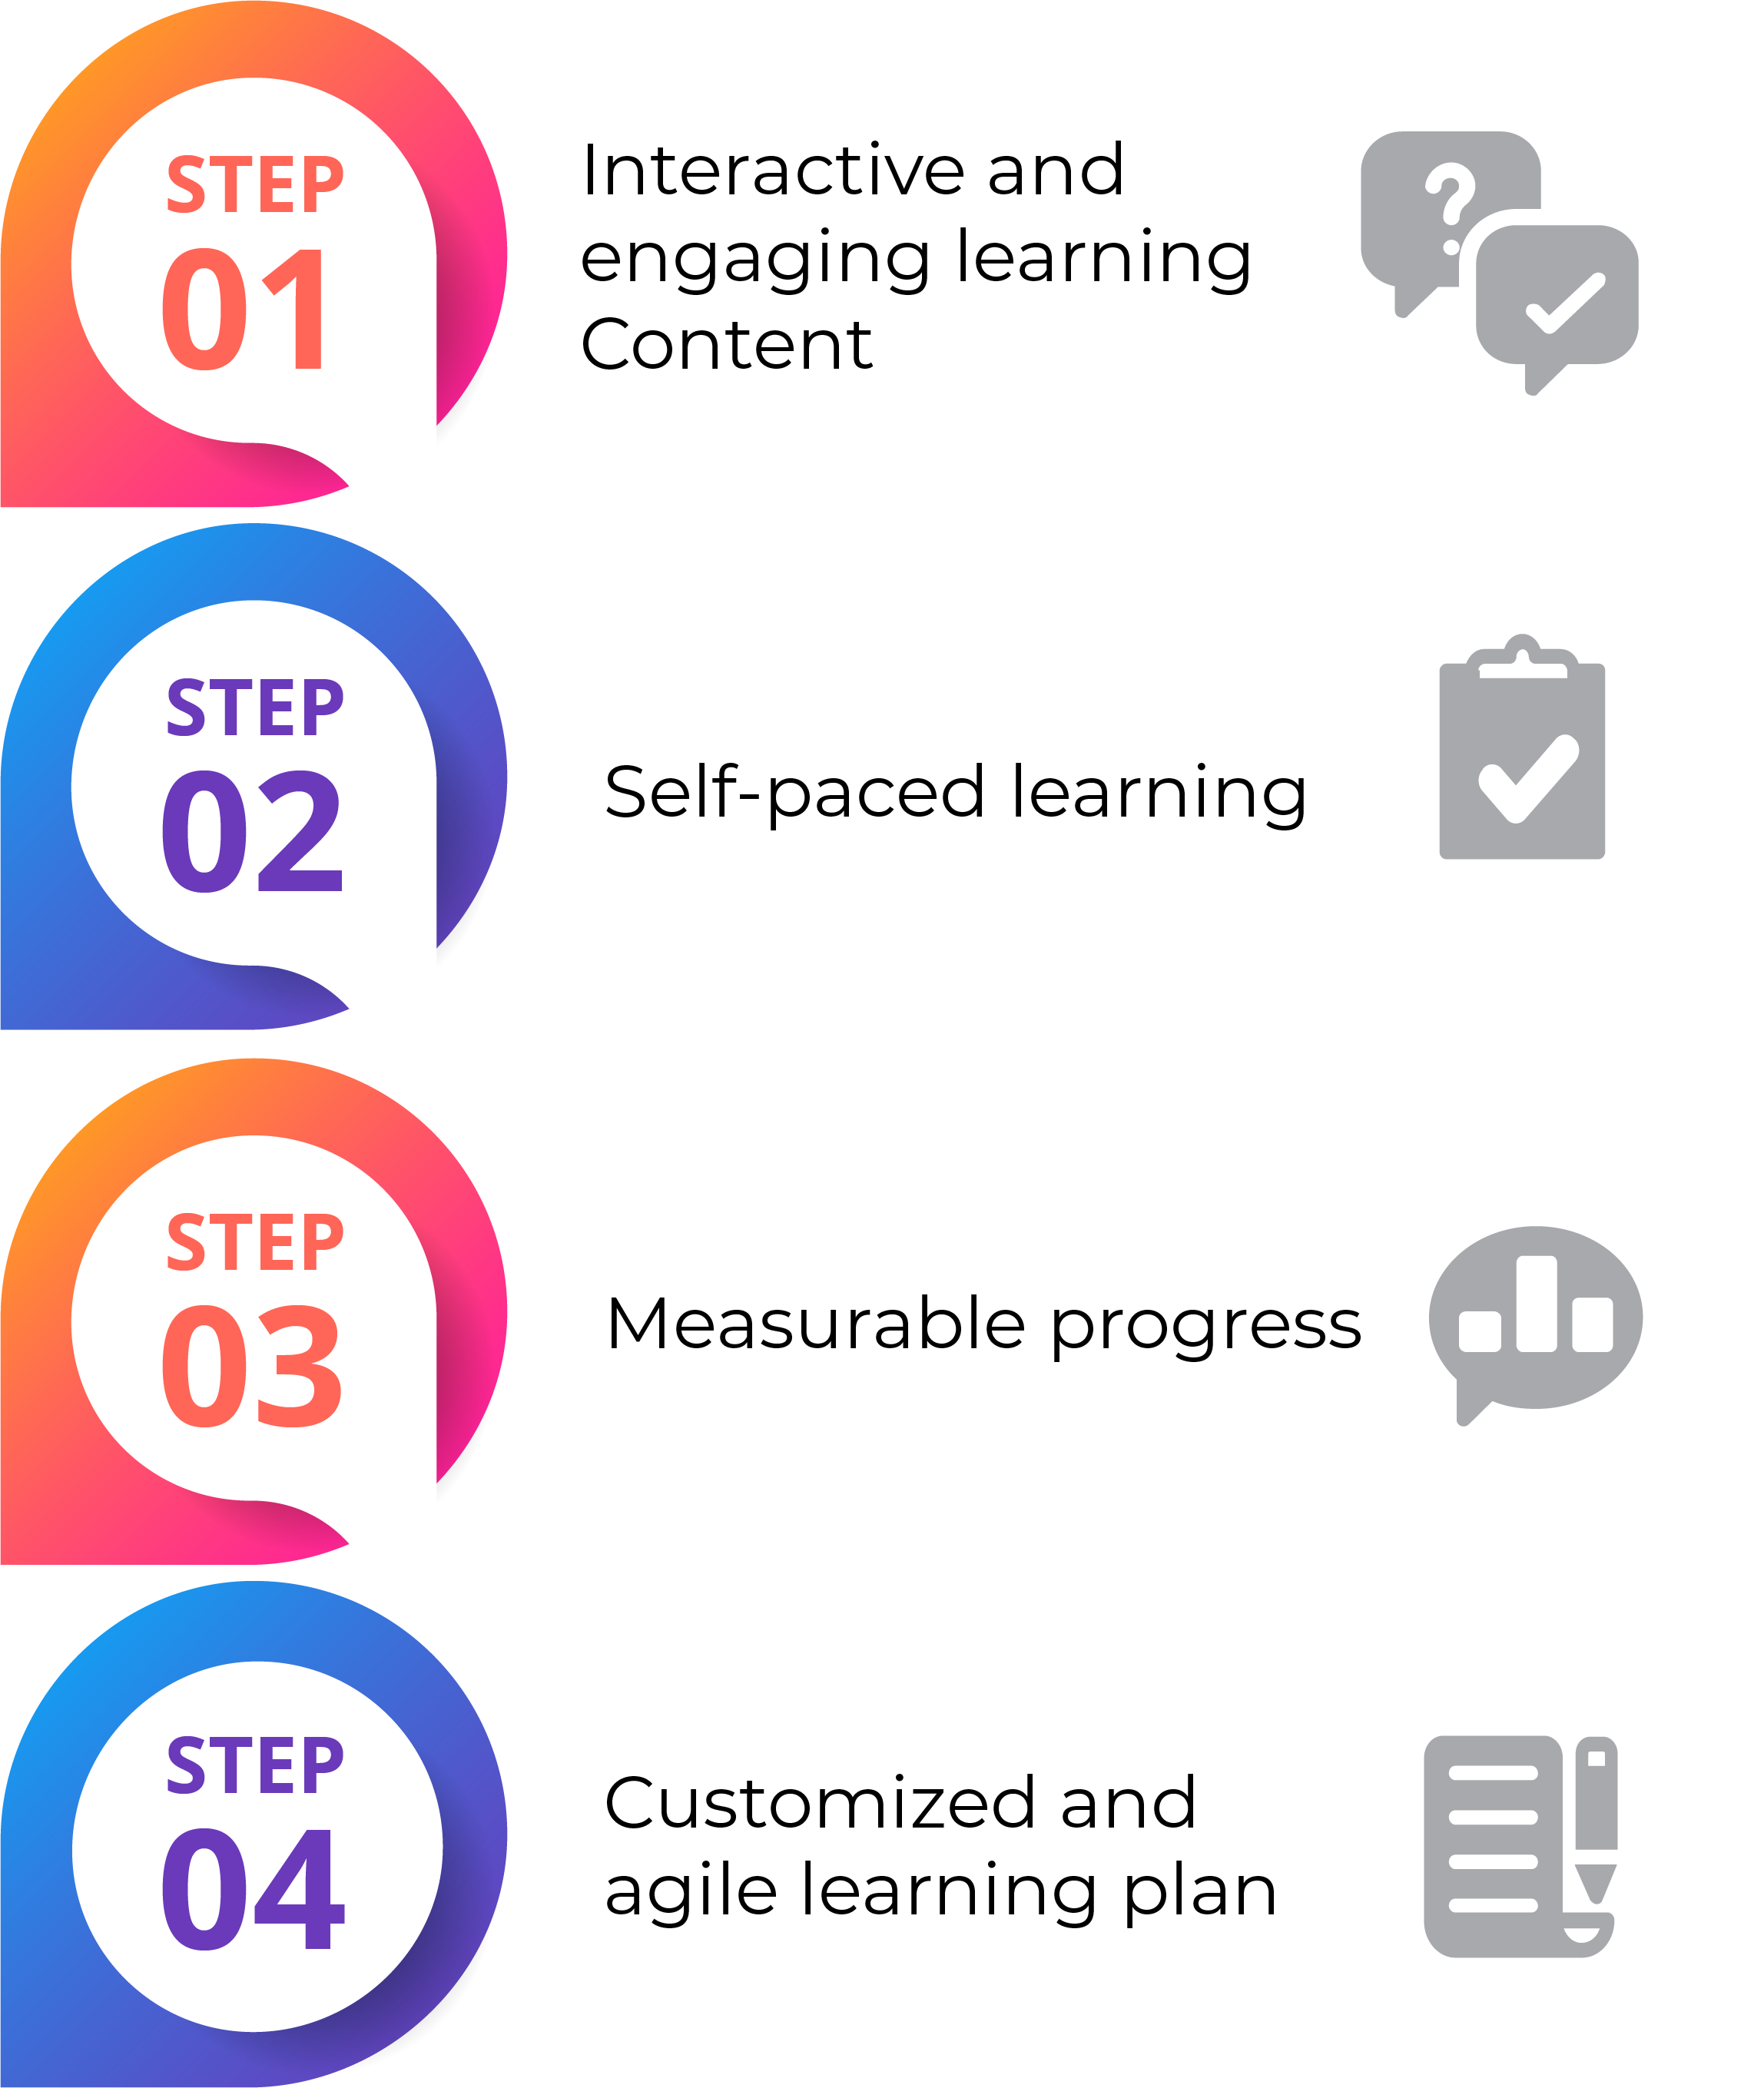 STEP
01
Interactive and
engaging learning
Content
?
STEP
02
Self-paced learning
STEP
03
Measurable progress
STEP
04
Customized and
agile learning plan